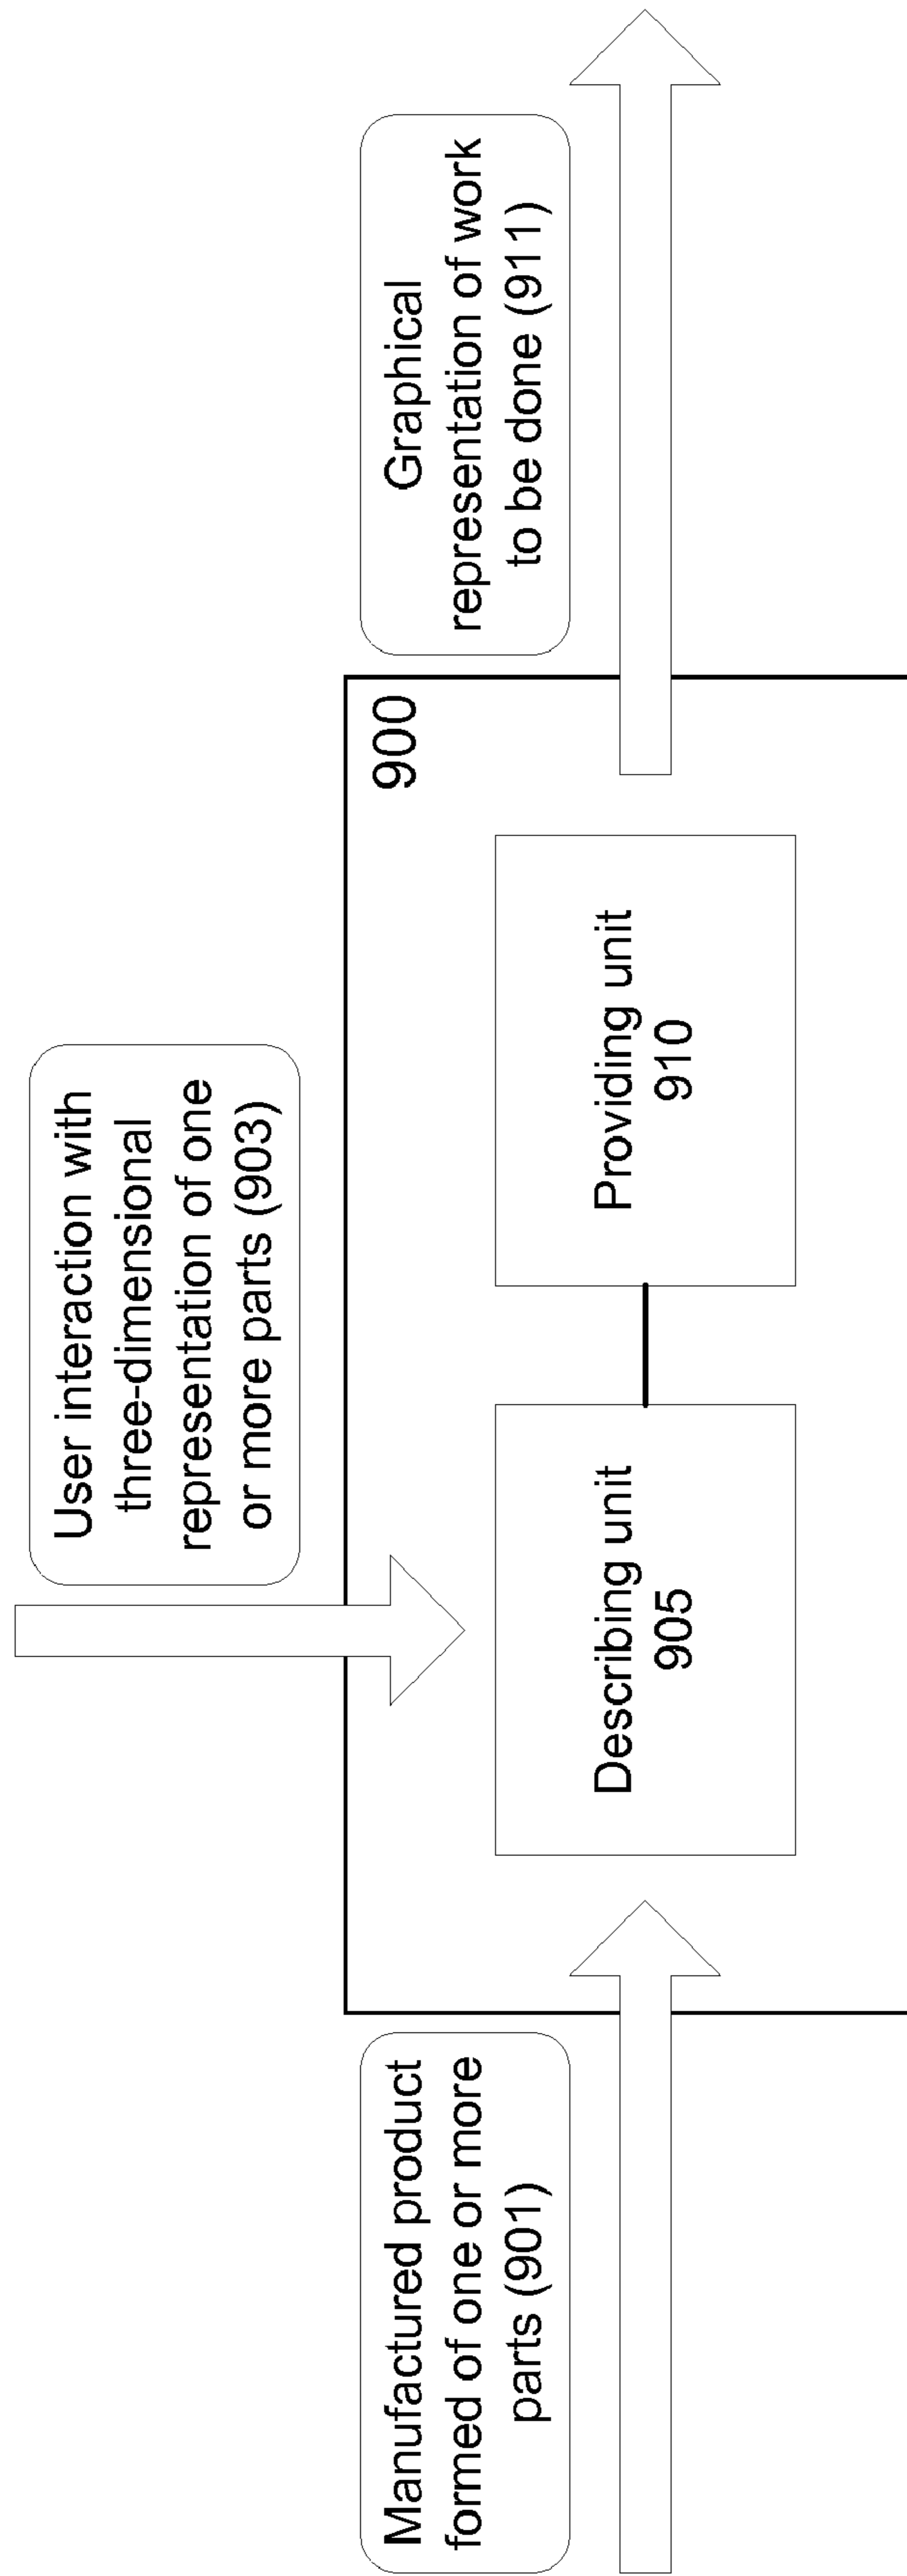 User interaction with
three-dimensional
representation of one
or more parts (903)
Manufactured product
formed of one or more
parts (901)
900
Graphical
representation of work
to be done (911)
Describing unit
905
Providing unit
910